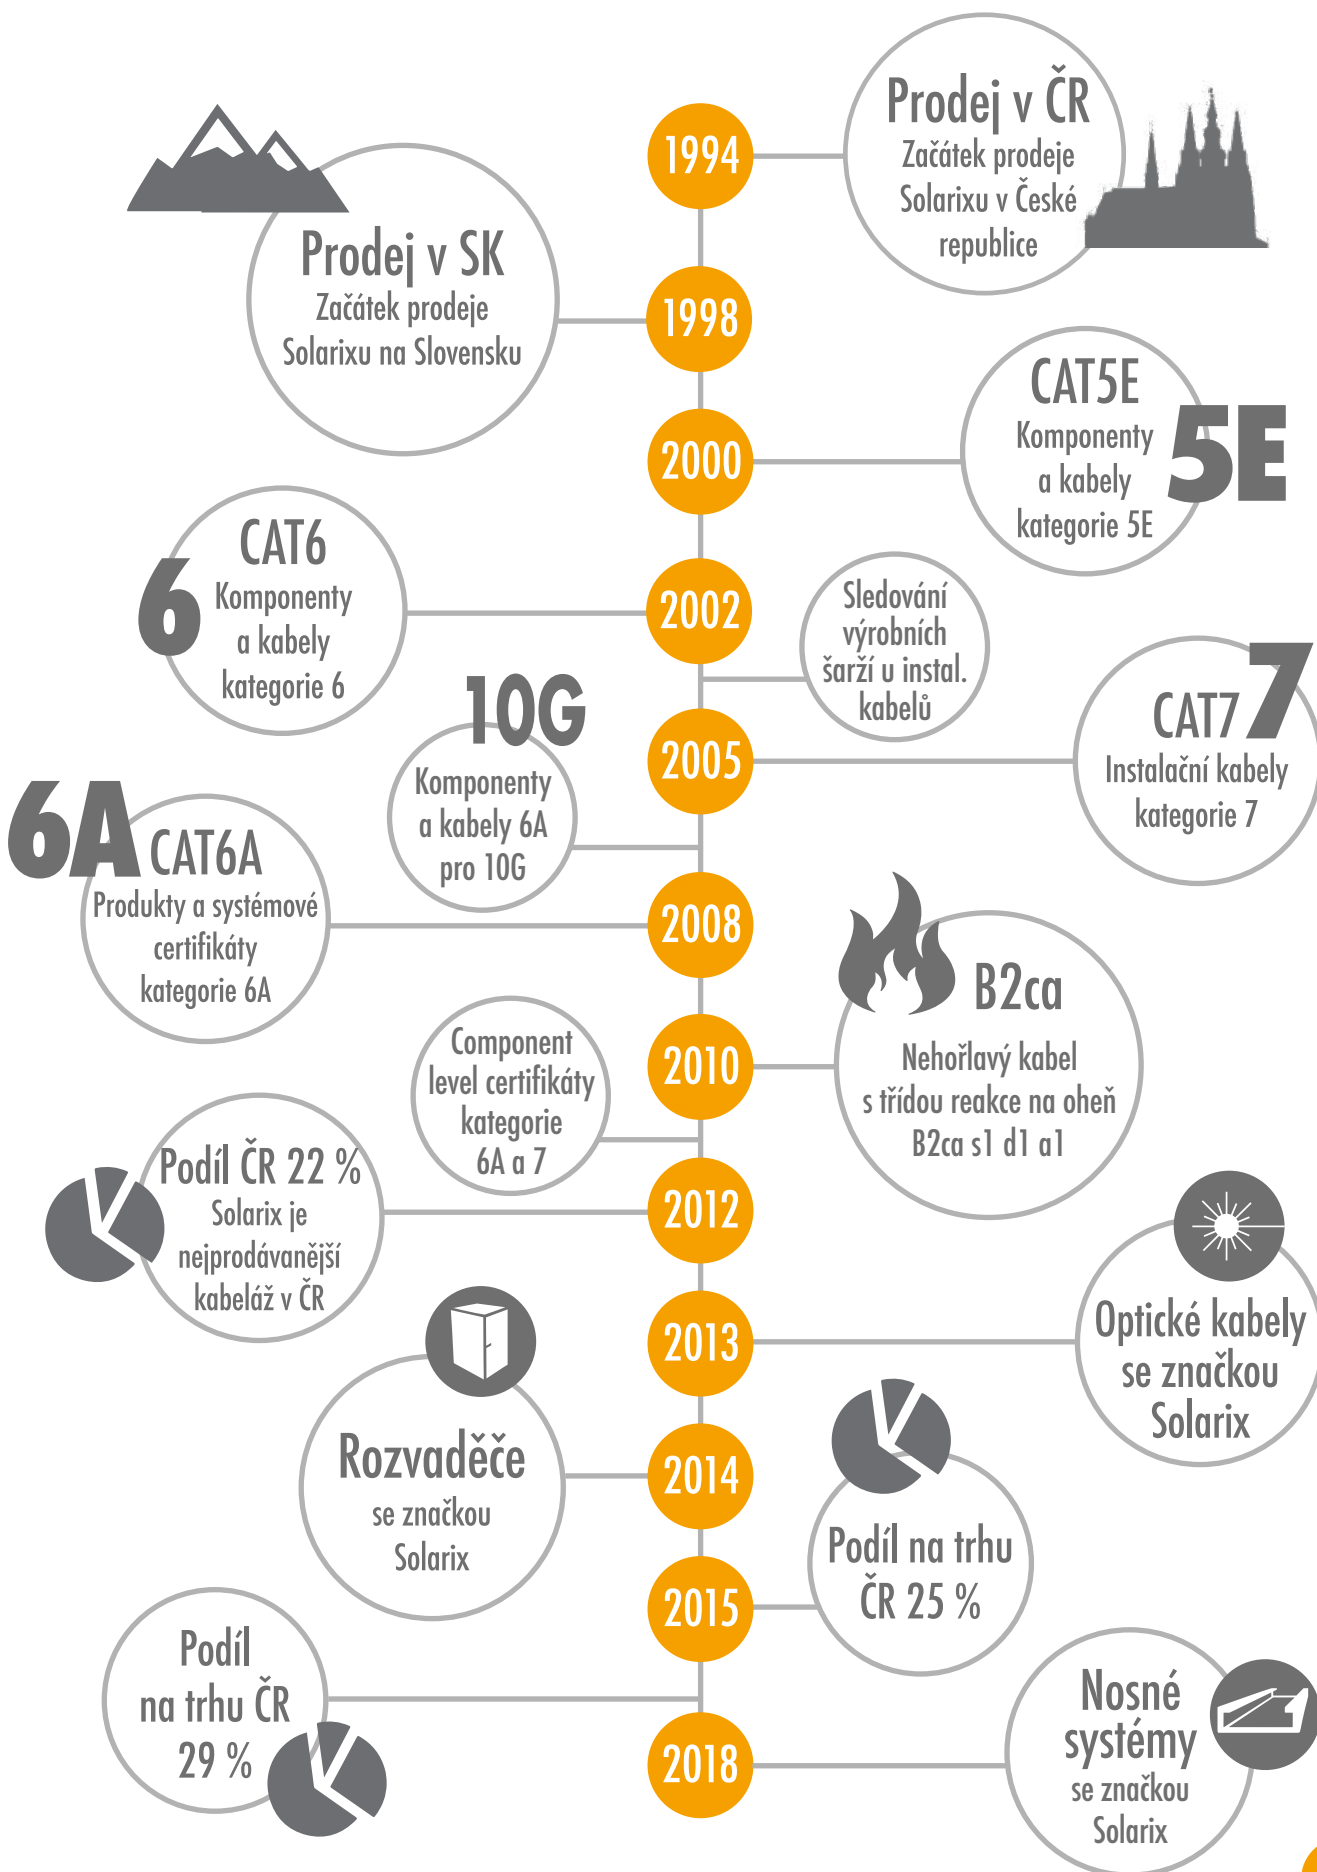 1994
Prodej v ČR
Začátek prodeje
Solarixu v České
republice
Prodej v SK
Začátek prodeje
Solarixu na Slovensku
1998
2000
CAT5E
Komponenty
a kabely
kategorie 5E
5E
CAT6
Komponenty
a kabely
kategorie 6
6
2002
Sledování
výrobních
šarží u instal.
kabelů
2005
CAT7
Instalační kabely
kategorie 7
7
10G
Komponenty
a kabely 6A
pro 10G
6A
CAT6A
Produkty a systémové
certifikáty
kategorie 6A
2008
2010
B2ca
Nehořlavý kabel
s třídou reakce na oheň
B2ca s1 d1 a1
Component
level certifikáty
kategorie
6A a 7
Podíl ČR 22 %
Solarix je
nejprodávanější
kabeláž v ČR
2012
2013
Optické kabely
se značkou
Solarix
Rozvaděče
se značkou
Solarix
2014
2015
Podíl na trhu
ČR 25 %
Podíl
na trhu ČR
29 %
2018
Nosné
systémy
se značkou
Solarix